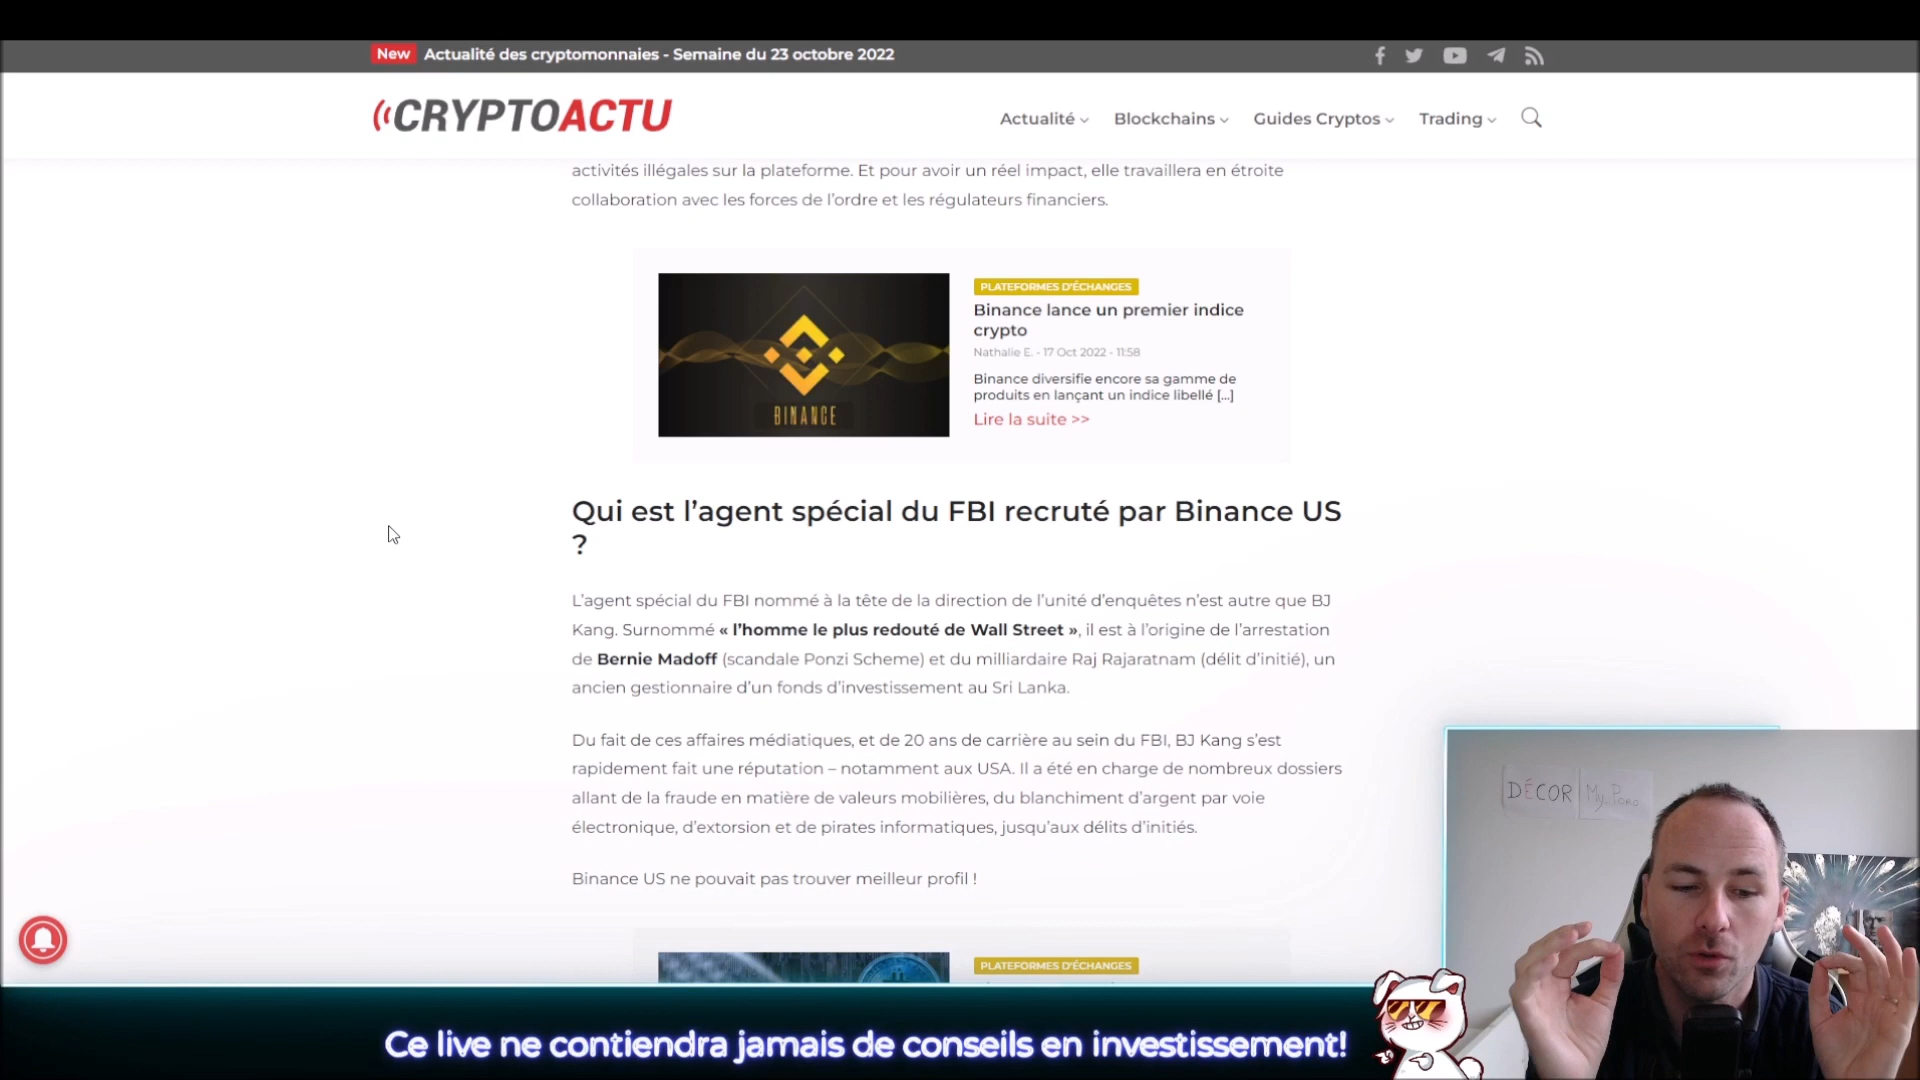 New Actualité des cryptomonnaies - Semaine du 23 octobre 2022
CRYPTOACTU
Actualité Blockchains Guides Cryptos Trading
activités illégales sur la plateforme. Et pour avoir un réel impact, elle travaillera en étroite
collaboration avec les forces de l’ordre et les régulateurs financiers.
BINANCE
PLATEFORMES D'ÉCHANGES
Binance lance un premier indice
crypto
Nathalie E. - 17 Oct 2022 - 11:58
Binance diversifie encore sa gamme de
produits en lançant un indice libellé [...]
Lire la suite >>
Qui est l’agent spécial du FBI recruté par Binance US
?
L’agent spécial du FBI nommé à la tête de la direction de l’unité d’enquêtes n’est autre que BJ
Kang. Surnommé « l’homme le plus redouté de Wall Street », il est à l’origine de l’arrestation
de Bernie Madoff (scandale Ponzi Scheme) et du milliardaire Raj Rajaratnam (délit d’initié), un
ancien gestionnaire d’un fonds d’investissement au Sri Lanka.
Du fait de ces affaires médiatiques, et de 20 ans de carrière au sein du FBI, BJ Kang s’est
rapidement fait une réputation – notamment aux USA. Il a été en charge de nombreux dossiers
allant de la fraude en matière de valeurs mobilières, du blanchiment d’argent par voie
électronique, d’extorsion et de pirates informatiques, jusqu’aux délits d’initiés.
Binance US ne pouvait pas trouver meilleur profil !
PLATEFORMES D'ÉCHANGES
DÉCOR
Ce live ne contiendra jamais de conseils en investissement!